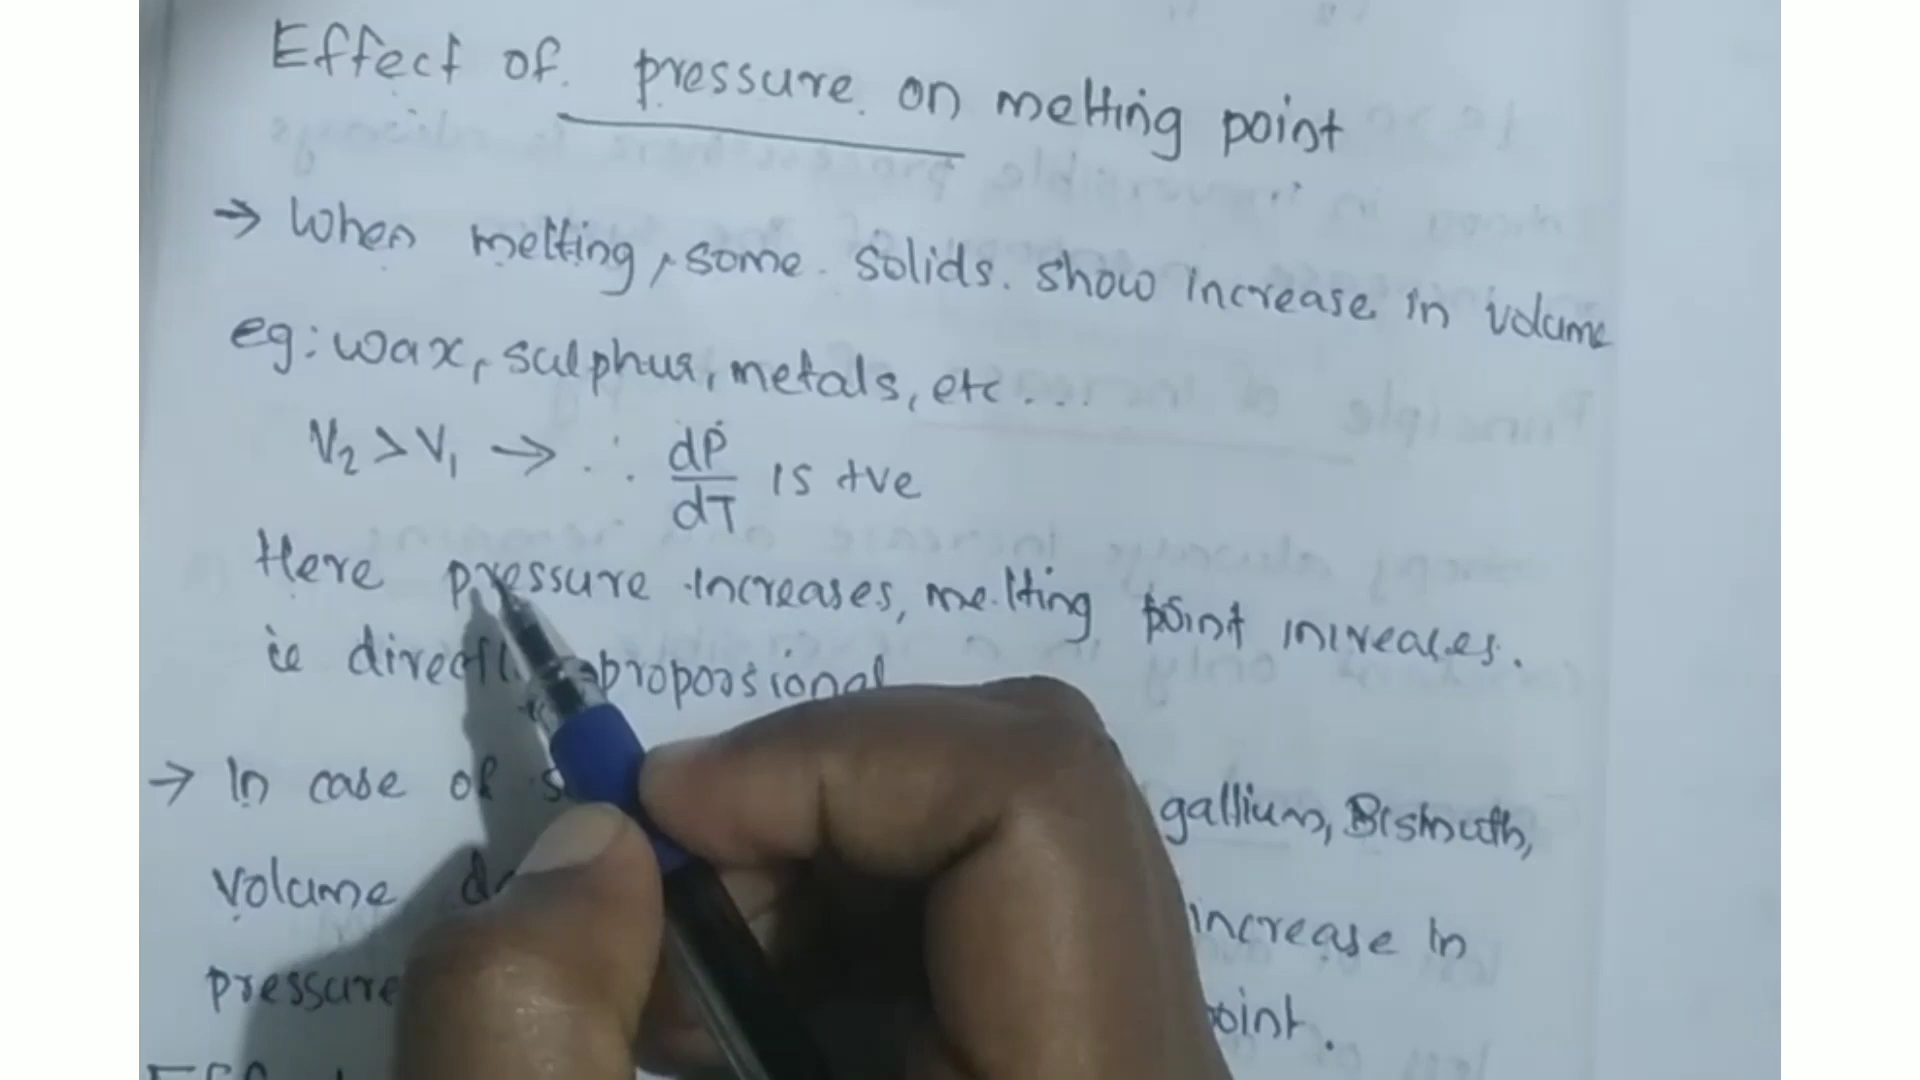 Effect of pressure on melting point
→ When melting, some solids show increase in volume
eg: wax, sulphur, metals, etc...
V₂ > V₁ → ∴ dP/dT is +ve
Here pressure increases, melting point increases.
ie proporsional
→ In case of gallium, Bismuth,
volume increase in
pressure point.